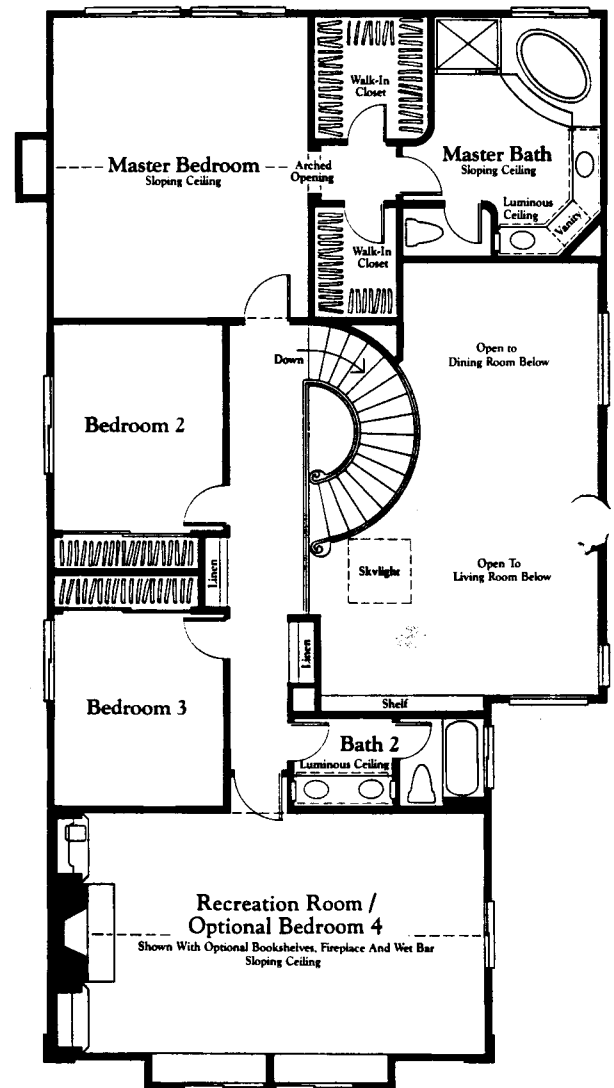 Walk-In
Closet
Master Bedroom
Sloping Ceiling
Arched
Opening
Master Bath
Sloping Ceiling
Luminous
Ceiling
Vanity
Walk-In
Closet
Down
Open to
Dining Room Below
Bedroom 2
Linen
Skylight
Open To
Living Room Below
Linen
Bedroom 3
Shelf
Bath 2
Luminous Ceiling
Recreation Room /
Optional Bedroom 4
Shown With Optional Bookshelves, Fireplace And Wet Bar
Sloping Ceiling